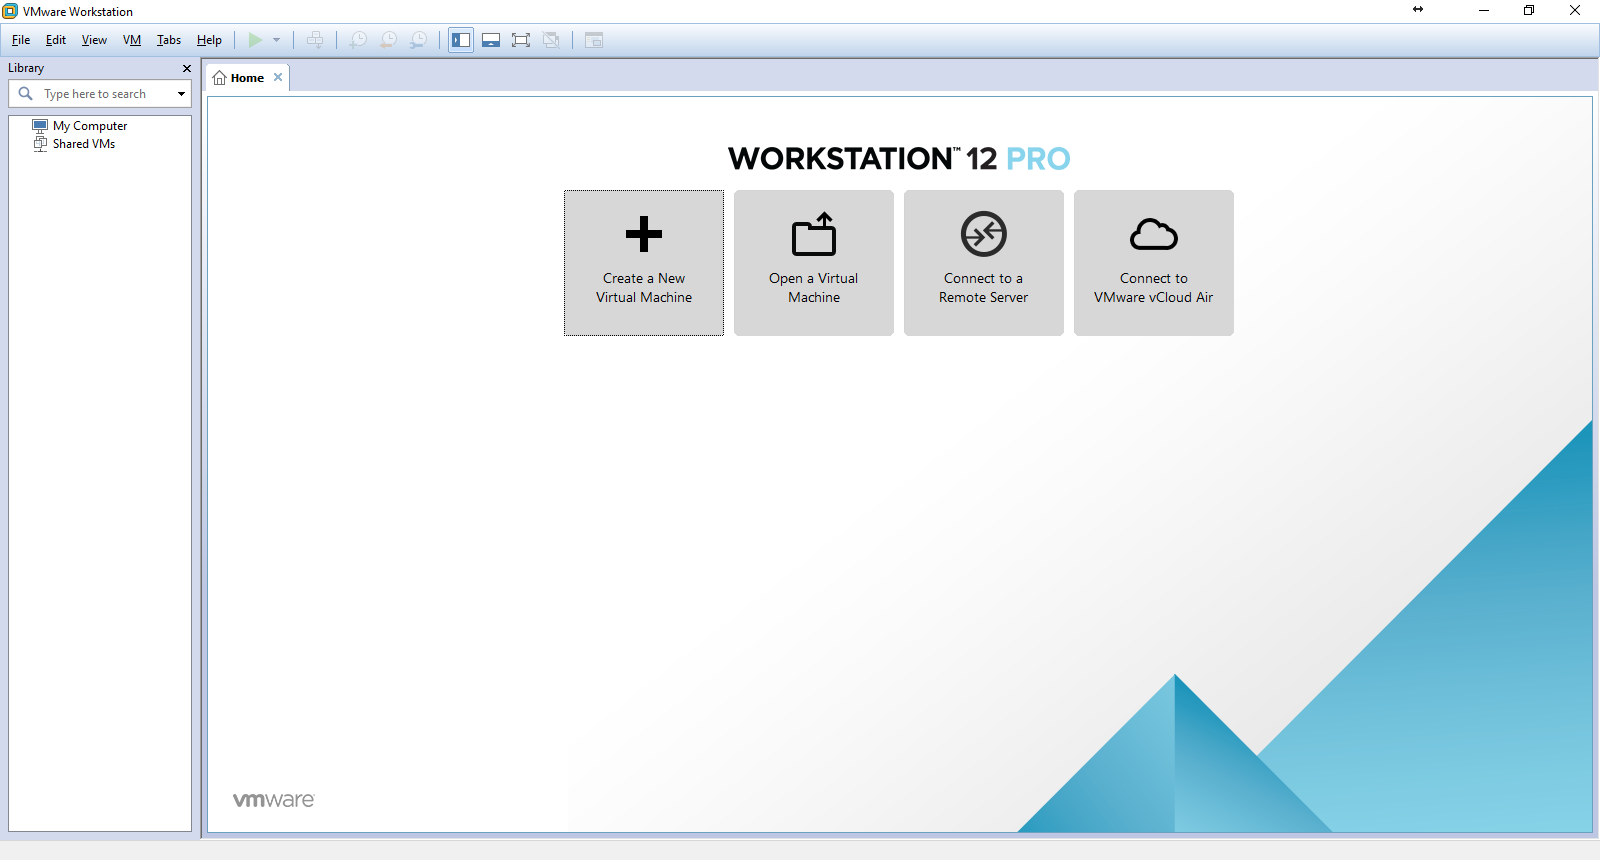 VMware Workstation
File Edit View VM Tabs Help
Library
Home
Type here to search
My Computer
Shared VMs
WORKSTATION™ 12 PRO
Create a New
Virtual Machine
Open a Virtual
Machine
Connect to a
Remote Server
Connect to
VMware vCloud Air
vmware